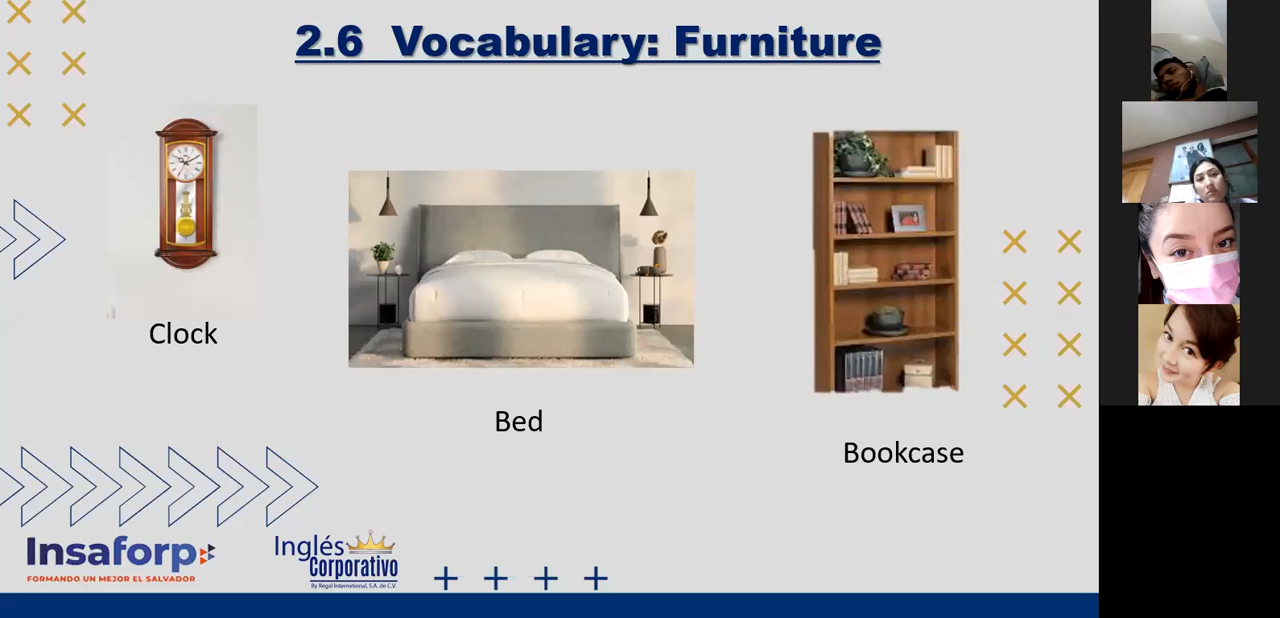 2.6 Vocabulary: Furniture
Clock
Bed
Bookcase
Insaforp
FORMANDO UN MEJOR EL SALVADOR
Inglés
Corporativo
By Regal International, S.A. de C.V.